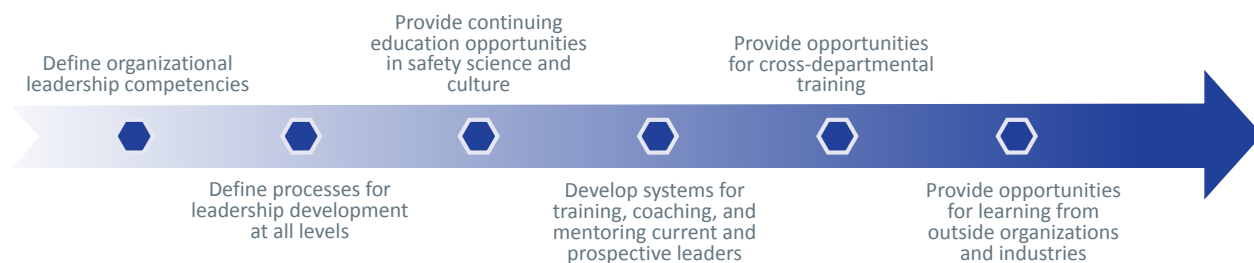 Define organizational
leadership competencies
Define processes for
leadership development
at all levels
Provide continuing
education opportunities
in safety science and
culture
Develop systems for
training, coaching, and
mentoring current and
prospective leaders
Provide opportunities
for cross-departmental
training
Provide opportunities
for learning from
outside organizations
and industries